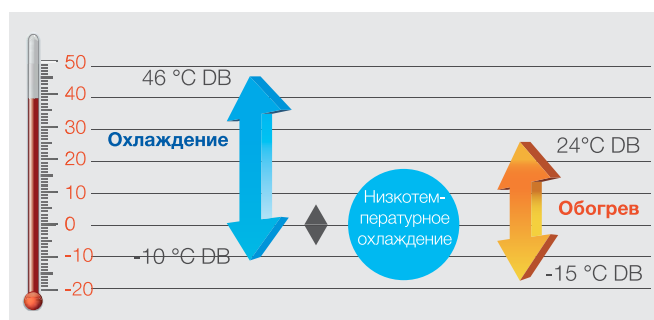 50
40
30
20
10
0
-10
-20
46 °C DB
Охлаждение
-10 °C DB
Низкотем-
пературное
охлаждение
24°C DB
Обогрев
-15 °C DB